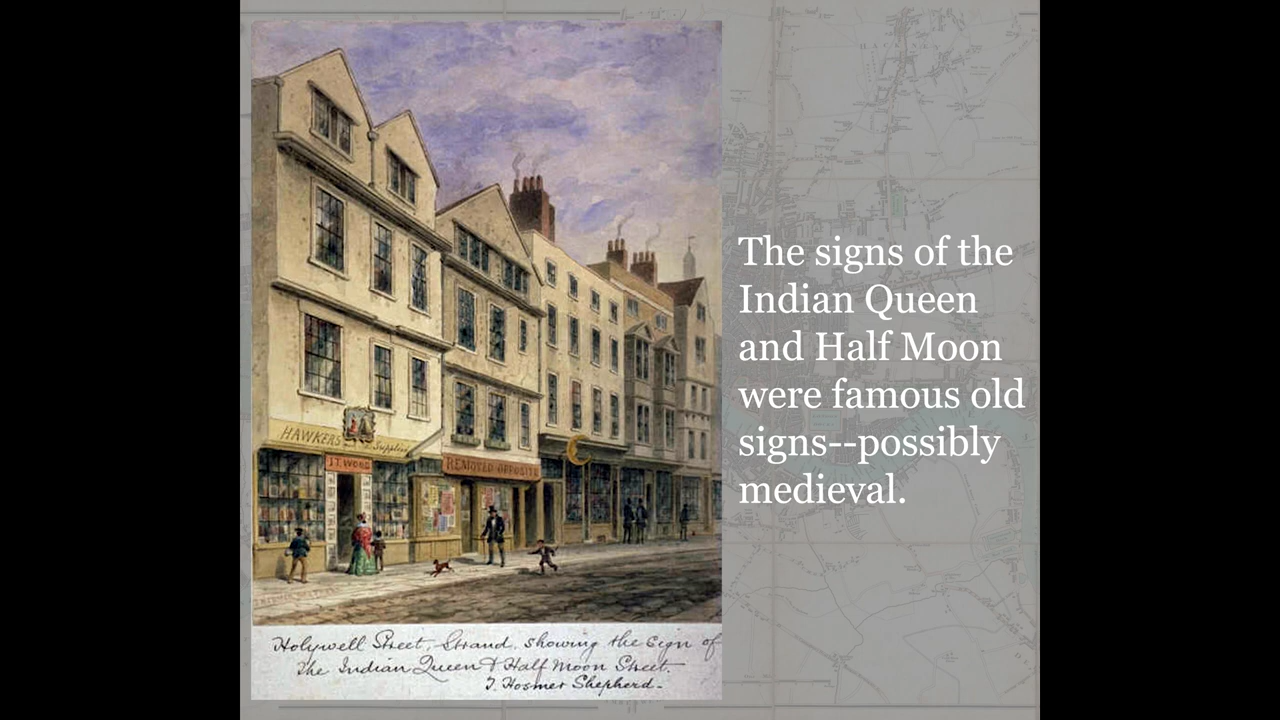 The signs of the
Indian Queen
and Half Moon
were famous old
signs--possibly
medieval.
HAWKERS Supplied
I.T. WOOD
REMOVED OPPOSITE
Holywell Street, Strand. showing the Sign of
The Indian Queen & Half Moon Street.
T. Hosmer Shepherd.